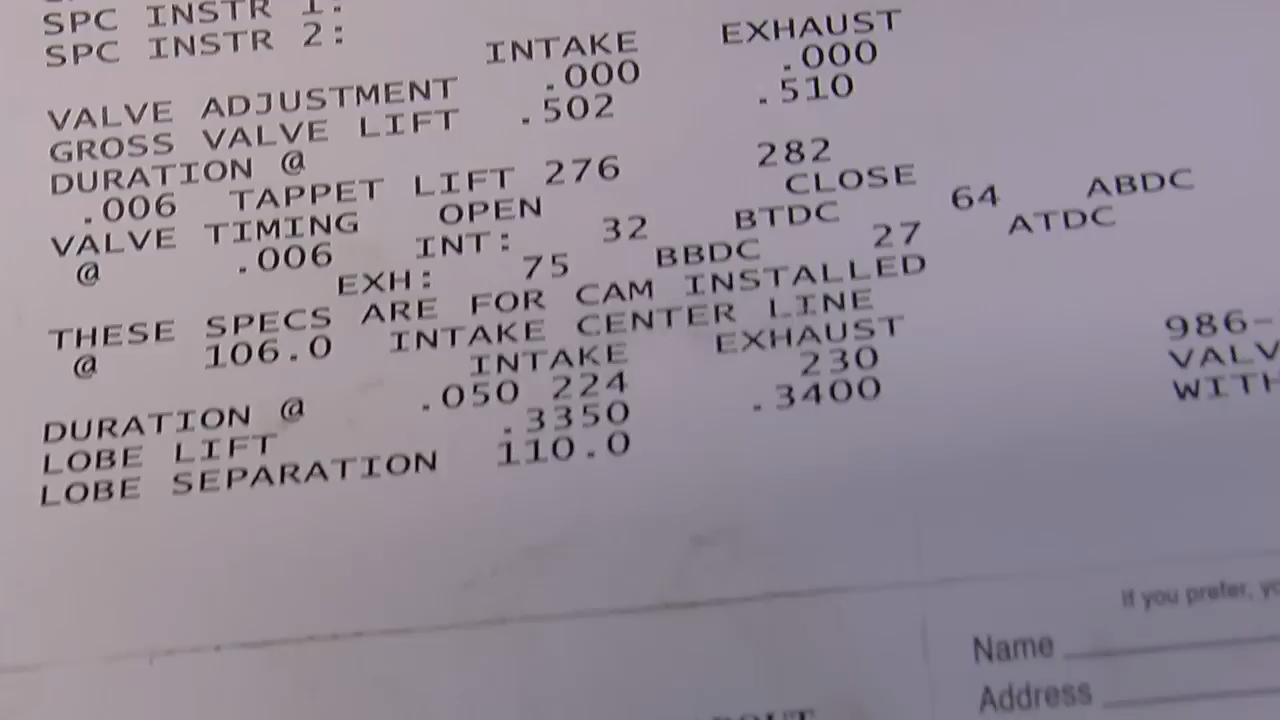 SPC INSTR 1:
SPC INSTR 2:
INTAKE EXHAUST
VALVE ADJUSTMENT .000 .000
GROSS VALVE LIFT .502 .510
DURATION @
.006 TAPPET LIFT 276 282
VALVE TIMING OPEN CLOSE
@ .006 INT: 32 BTDC 64 ABDC
EXH: 75 BBDC 27 ATDC
THESE SPECS ARE FOR CAM INSTALLED
@ 106.0 INTAKE CENTER LINE
INTAKE EXHAUST
DURATION @ .050 224 230
LOBE LIFT .3350 .3400
LOBE SEPARATION 110.0
986-
VALV
WITH
If you prefer, yo
Name
Address